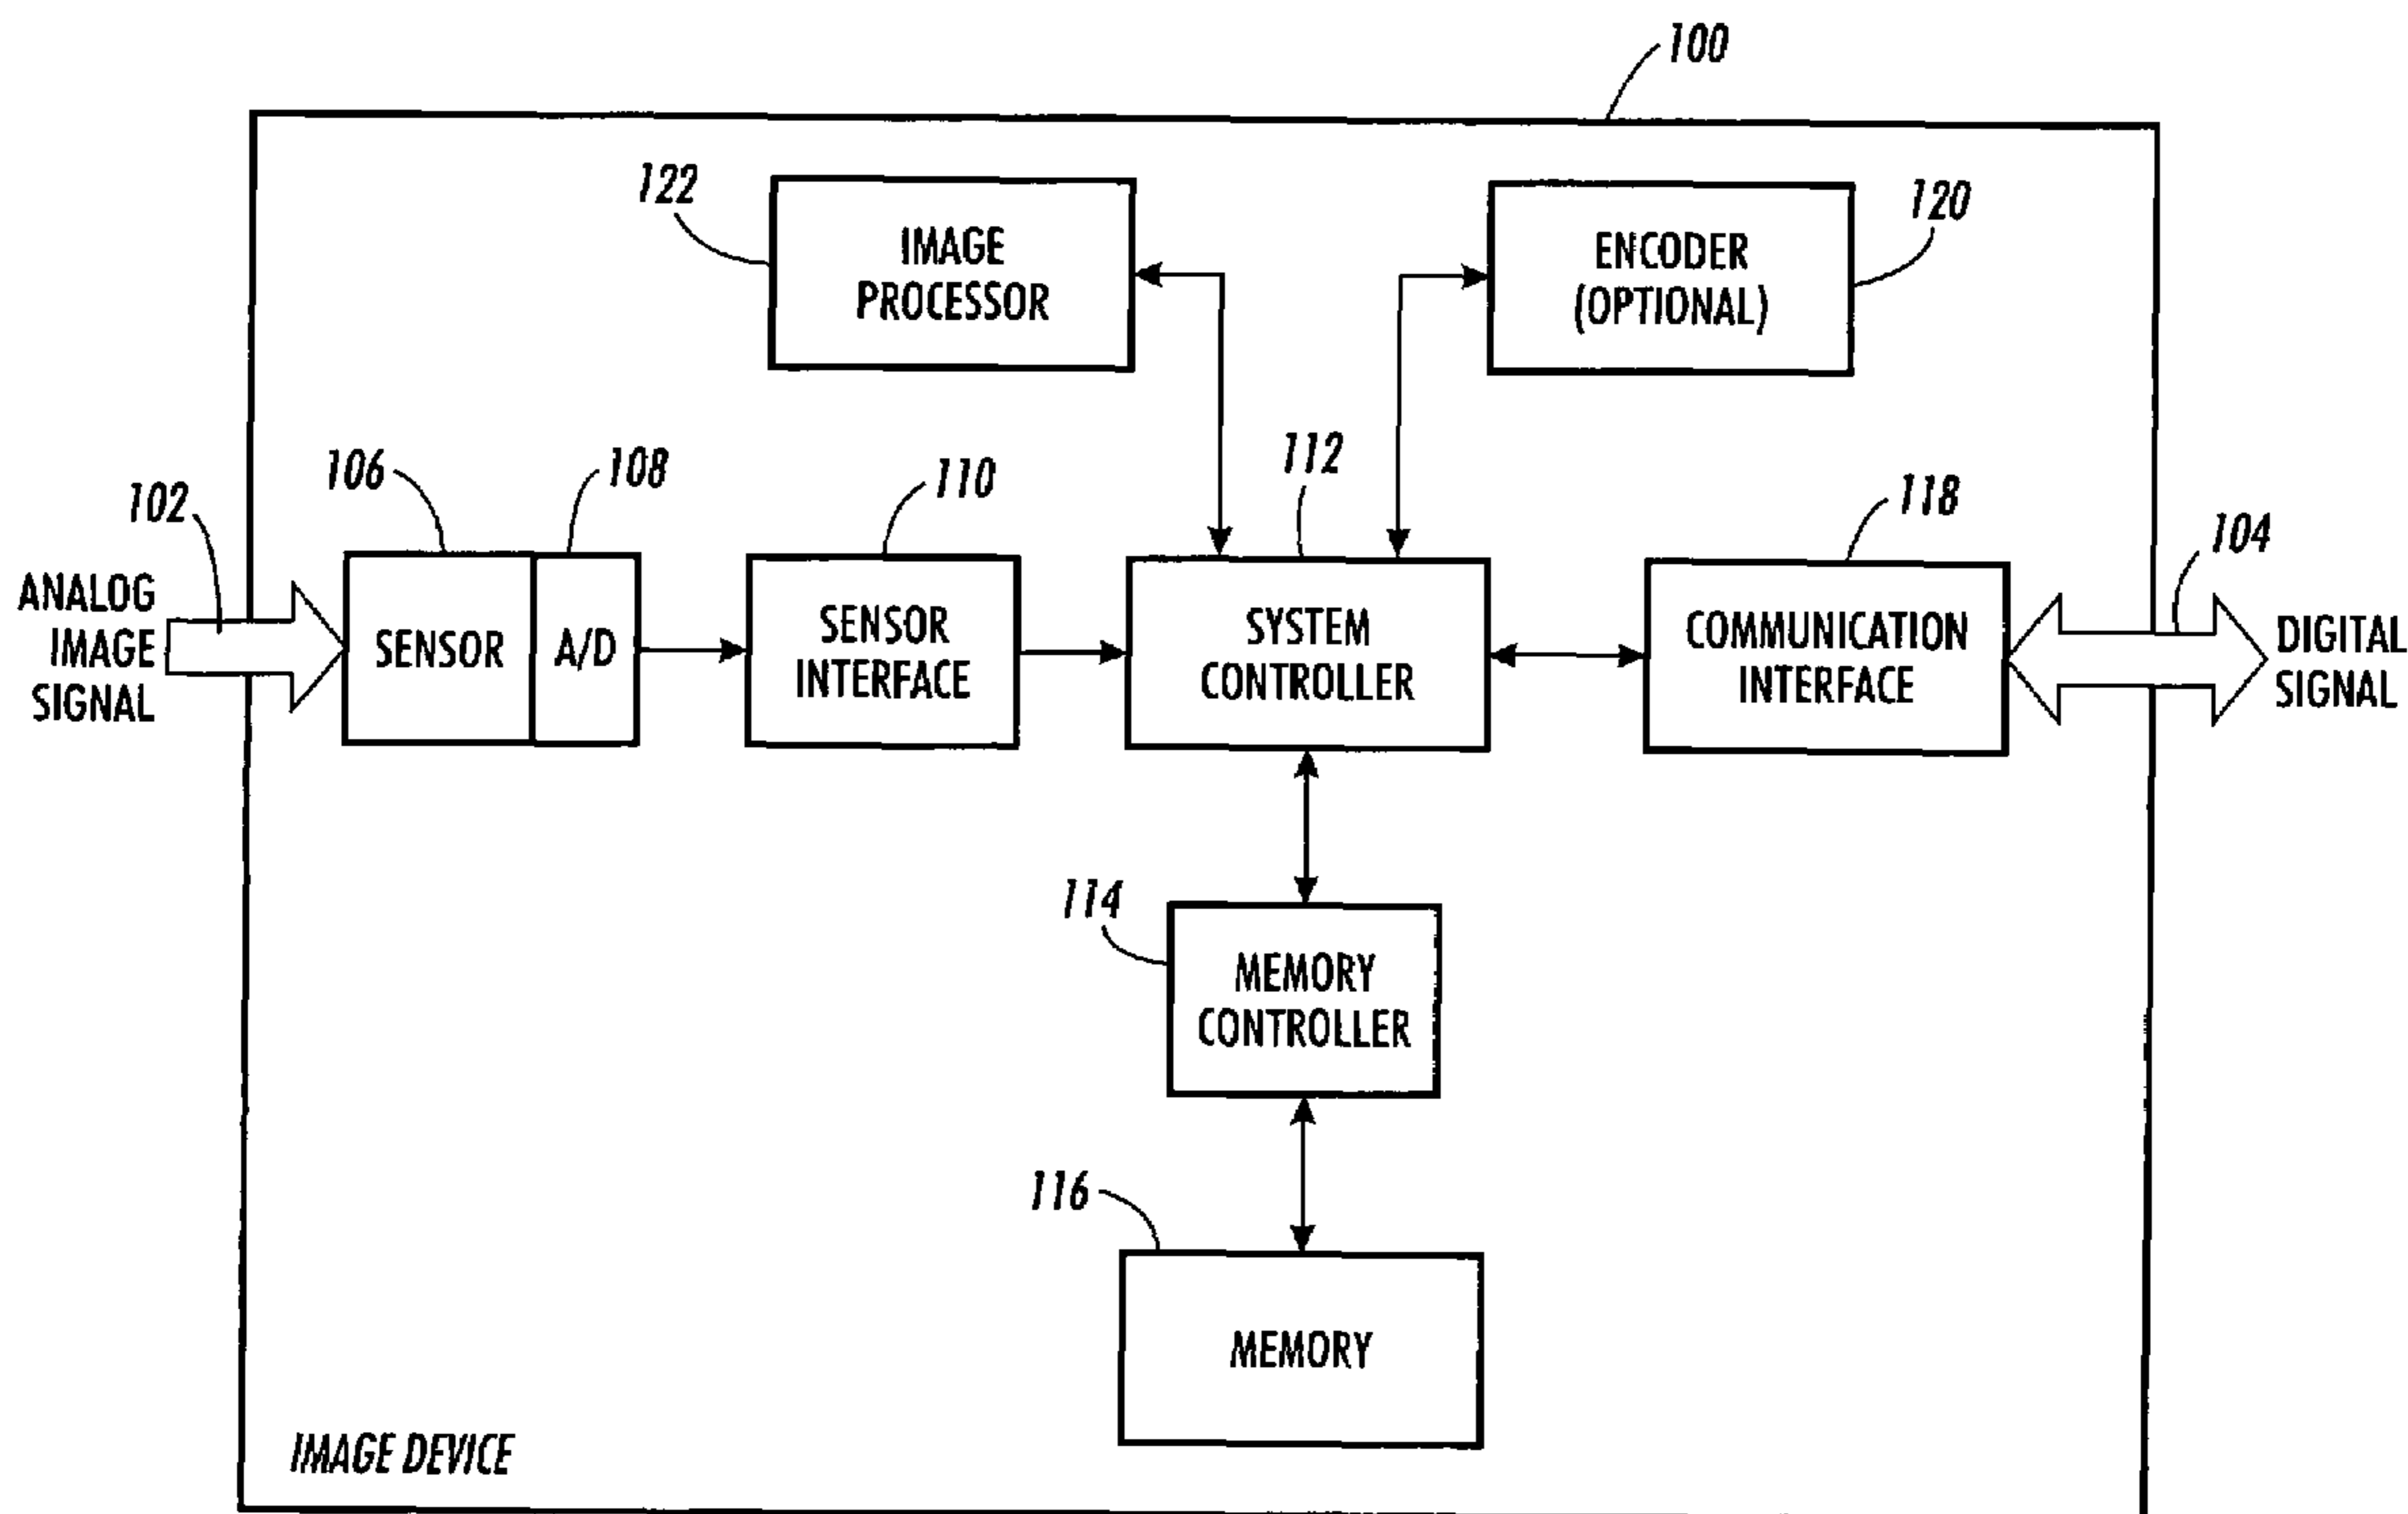 100
122
IMAGE
PROCESSOR
120
ENCODER
(OPTIONAL)
102
106
108
110
112
118
104
ANALOG
IMAGE
SIGNAL
SENSOR
A/D
SENSOR
INTERFACE
SYSTEM
CONTROLLER
COMMUNICATION
INTERFACE
DIGITAL
SIGNAL
114
MEMORY
CONTROLLER
116
MEMORY
IMAGE DEVICE